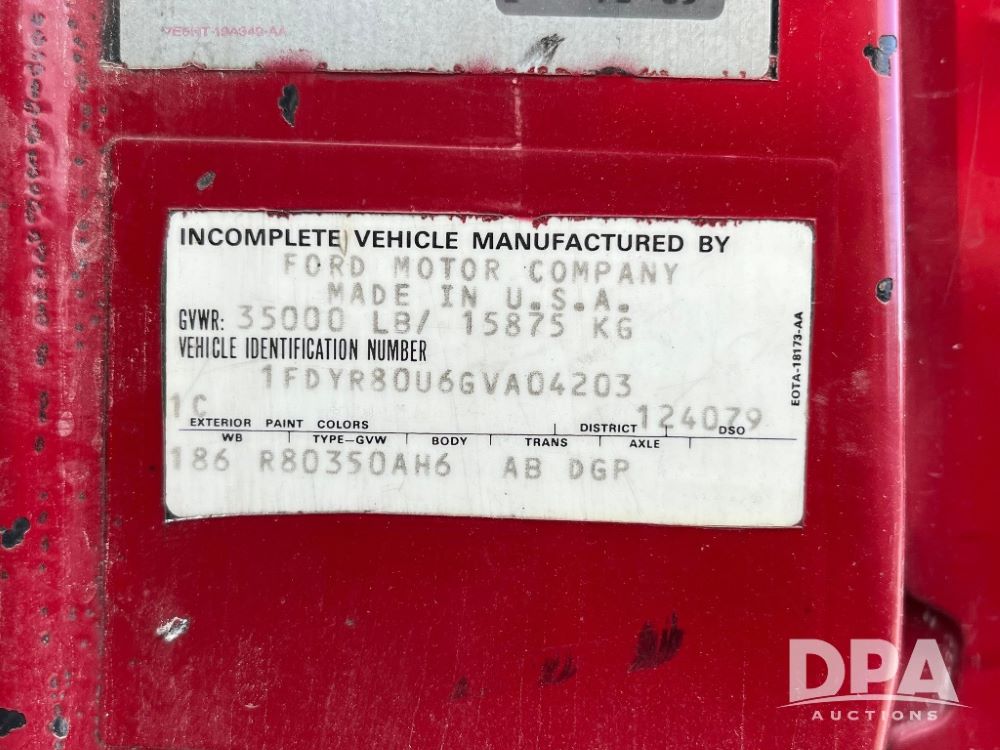 VE6HT-19A349-AA
INCOMPLETE VEHICLE MANUFACTURED BY
FORD MOTOR COMPANY
MADE IN U.S.A.
GVWR: 35000 LB/ 15875 KG
VEHICLE IDENTIFICATION NUMBER
1FDYR80U6GVA04203
1C 124079
EXTERIOR PAINT COLORS DISTRICT DSO
WB TYPE-GVW BODY TRANS AXLE
186 R80350AH6 AB DGP
EOTA-18173-AA
DPA
AUCTIONS